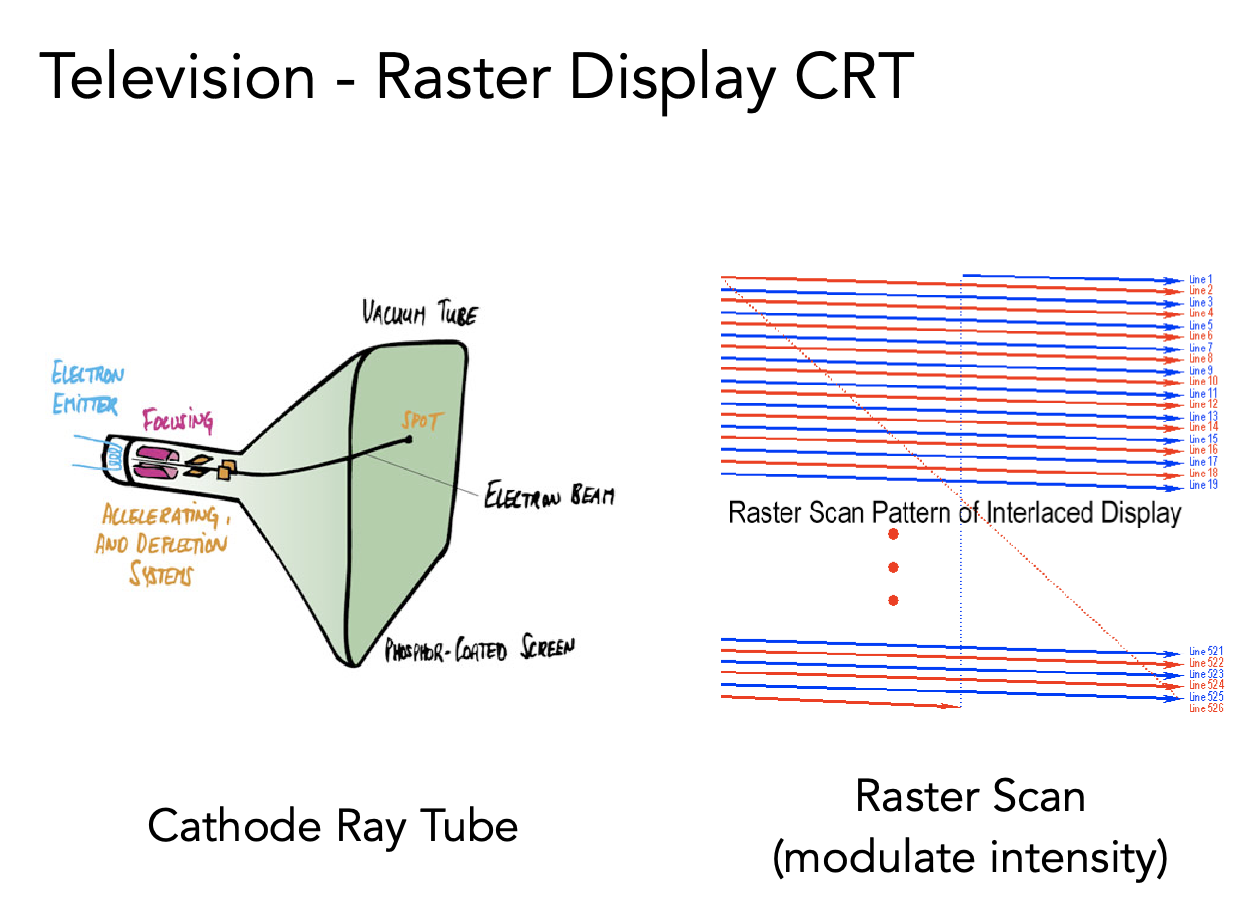 Television - Raster Display CRT
VACUUM TUBE
ELECTRON
EMITTER
FOCUSING
SPOT
ELECTRON BEAM
ACCELERATING,
AND DEFLECTION
SYSTEMS
PHOSPHOR-COATED SCREEN
Cathode Ray Tube
Line 1
Line 2
Line 3
Line 4
Line 5
Line 6
Line 7
Line 8
Line 9
Line 10
Line 11
Line 12
Line 13
Line 14
Line 15
Line 16
Line 17
Line 18
Line 19
Raster Scan Pattern of Interlaced Display
Line 521
Line 522
Line 523
Line 524
Line 525
Line 526
Raster Scan
(modulate intensity)